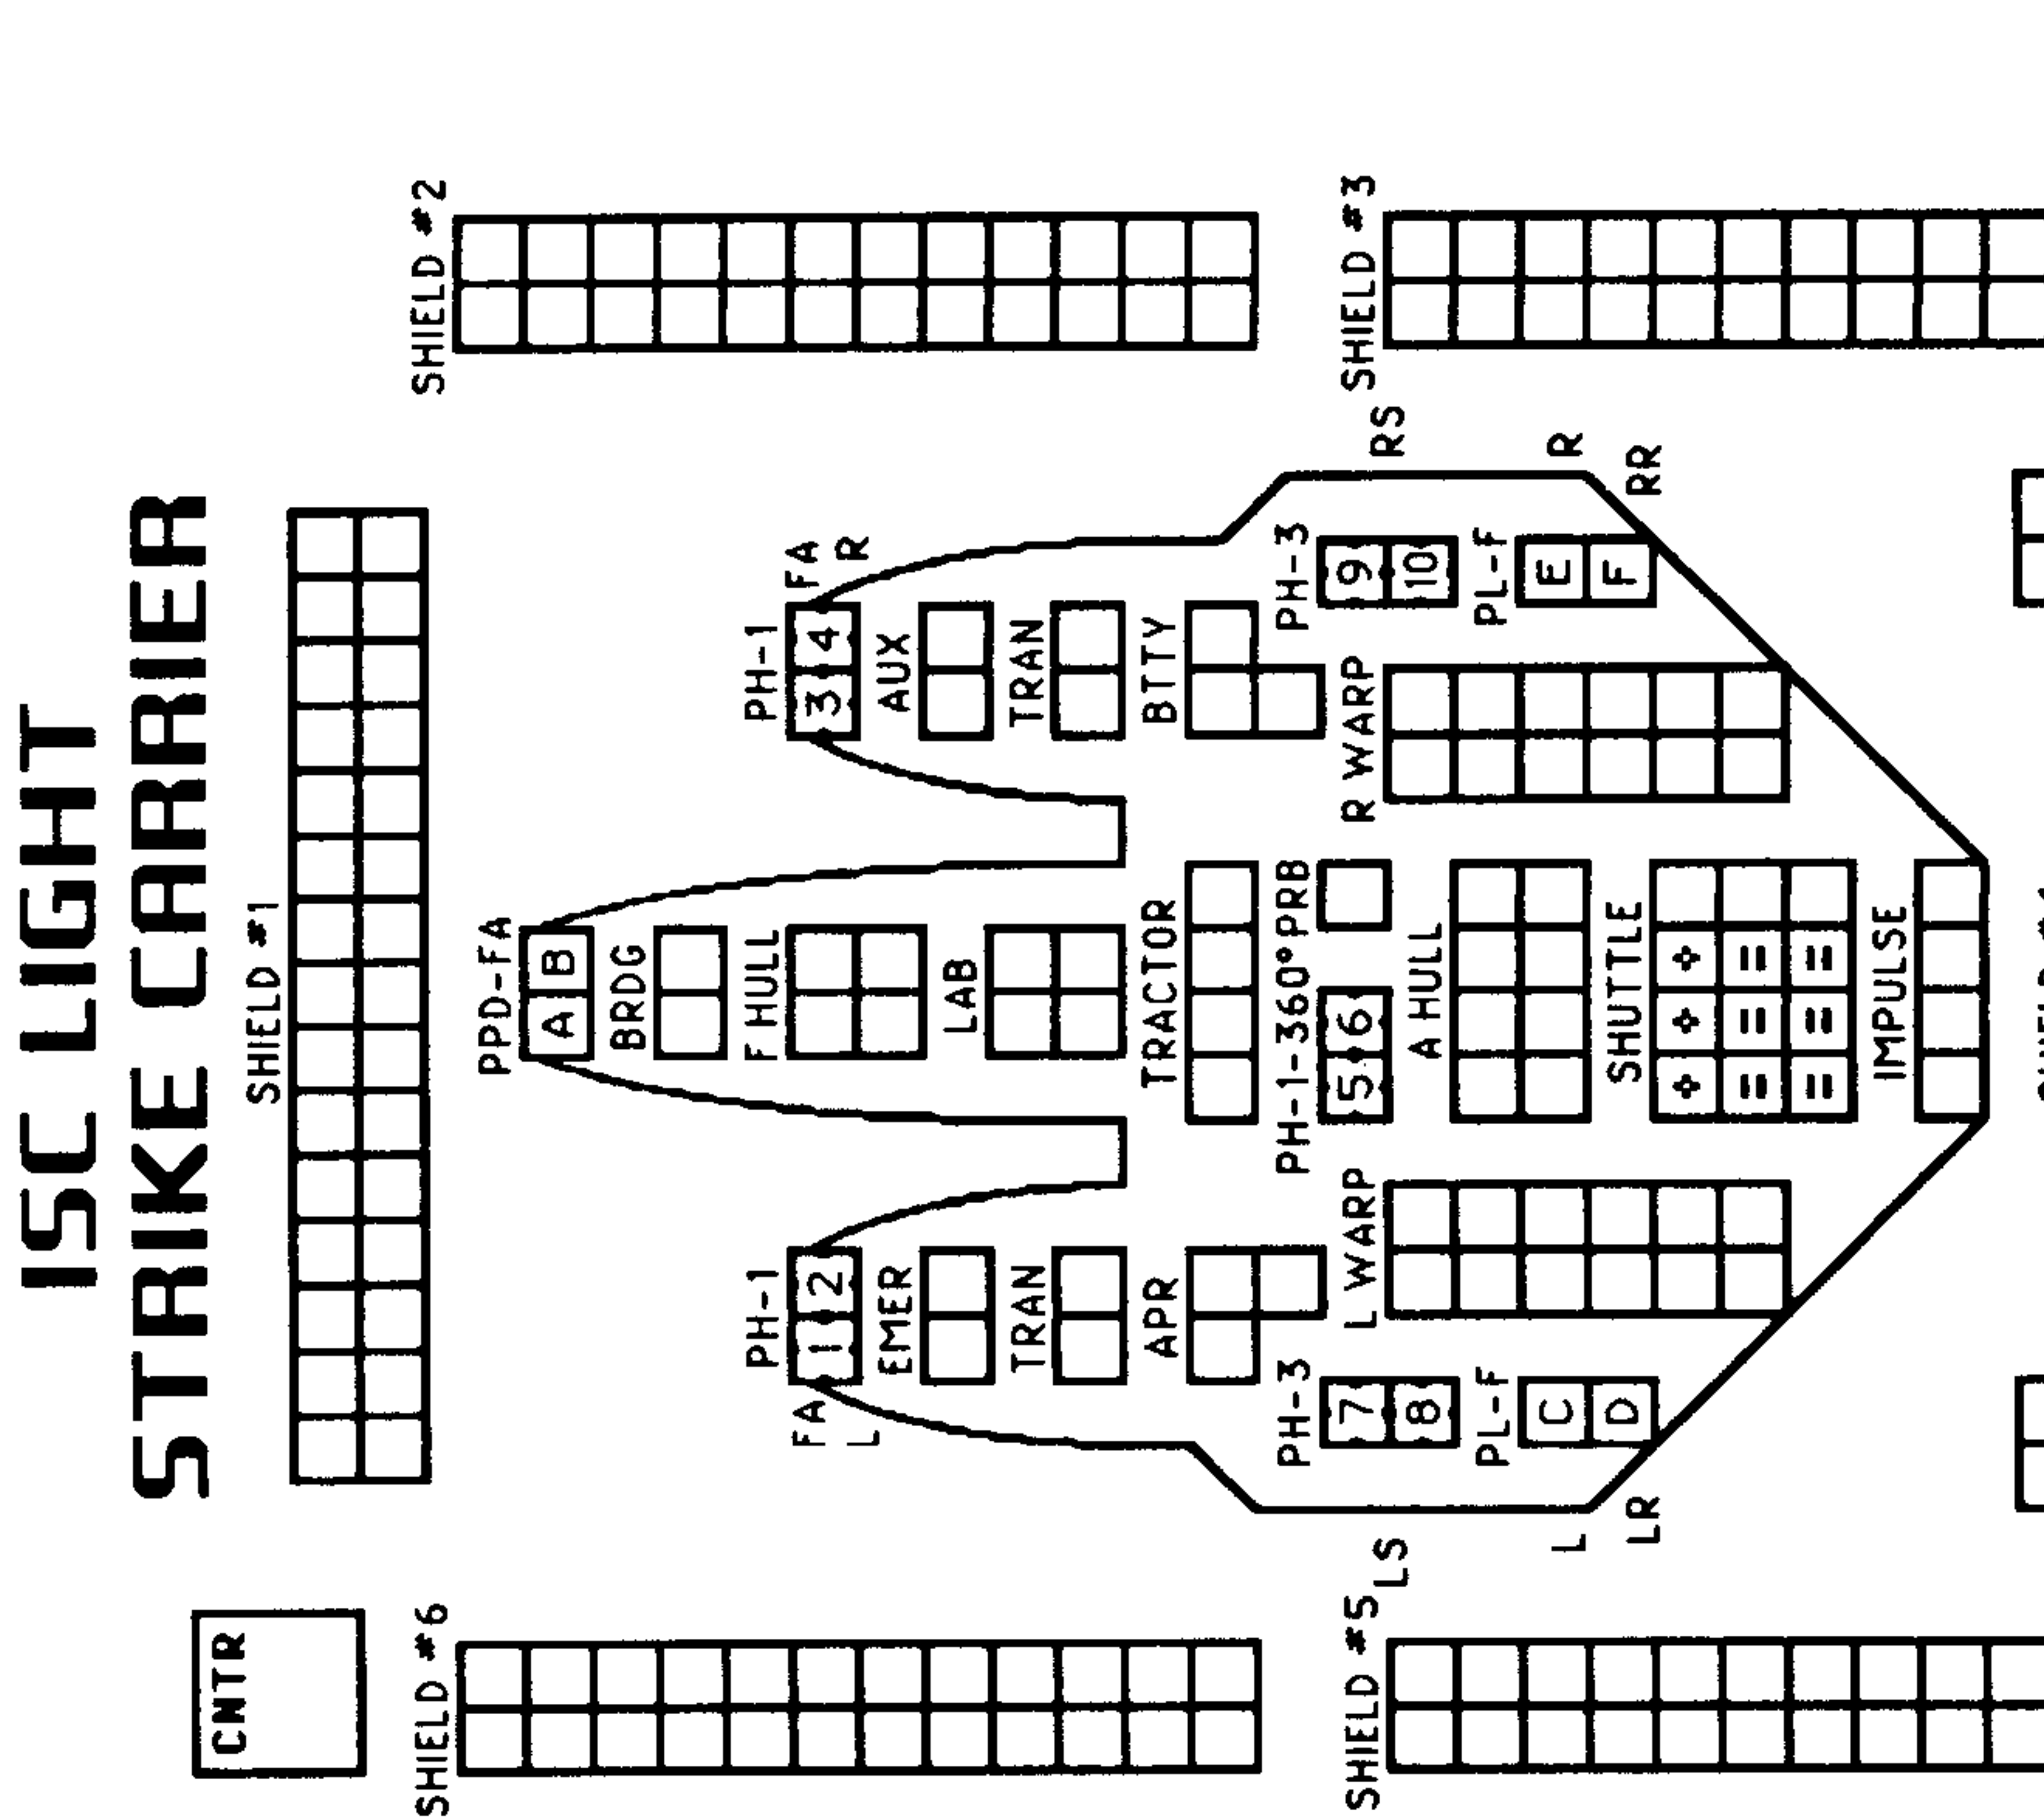 ISC LIGHT
STRIKE CARRIER
CMTR
SHIELD #1
SHIELD #6
SHIELD #2
PPD-FA
A B
BRDG
PH-1
1 2
FA
L
F HULL
PH-1
3 4
FA
R
EMER
AUX
LAB
TRAN
TRAN
APR
TRACTOR
BTTY
PH-3
7
8
PH-1-360° PRB
5 6
PH-3
9
10
SHIELD #5
LS
L WARP
R WARP
RS
SHIELD #3
A HULL
PL-F
C
D
L
LR
PL-F
E
F
R
RR
SHUTTLE
+ + +
= = =
= = =
IMPULSE